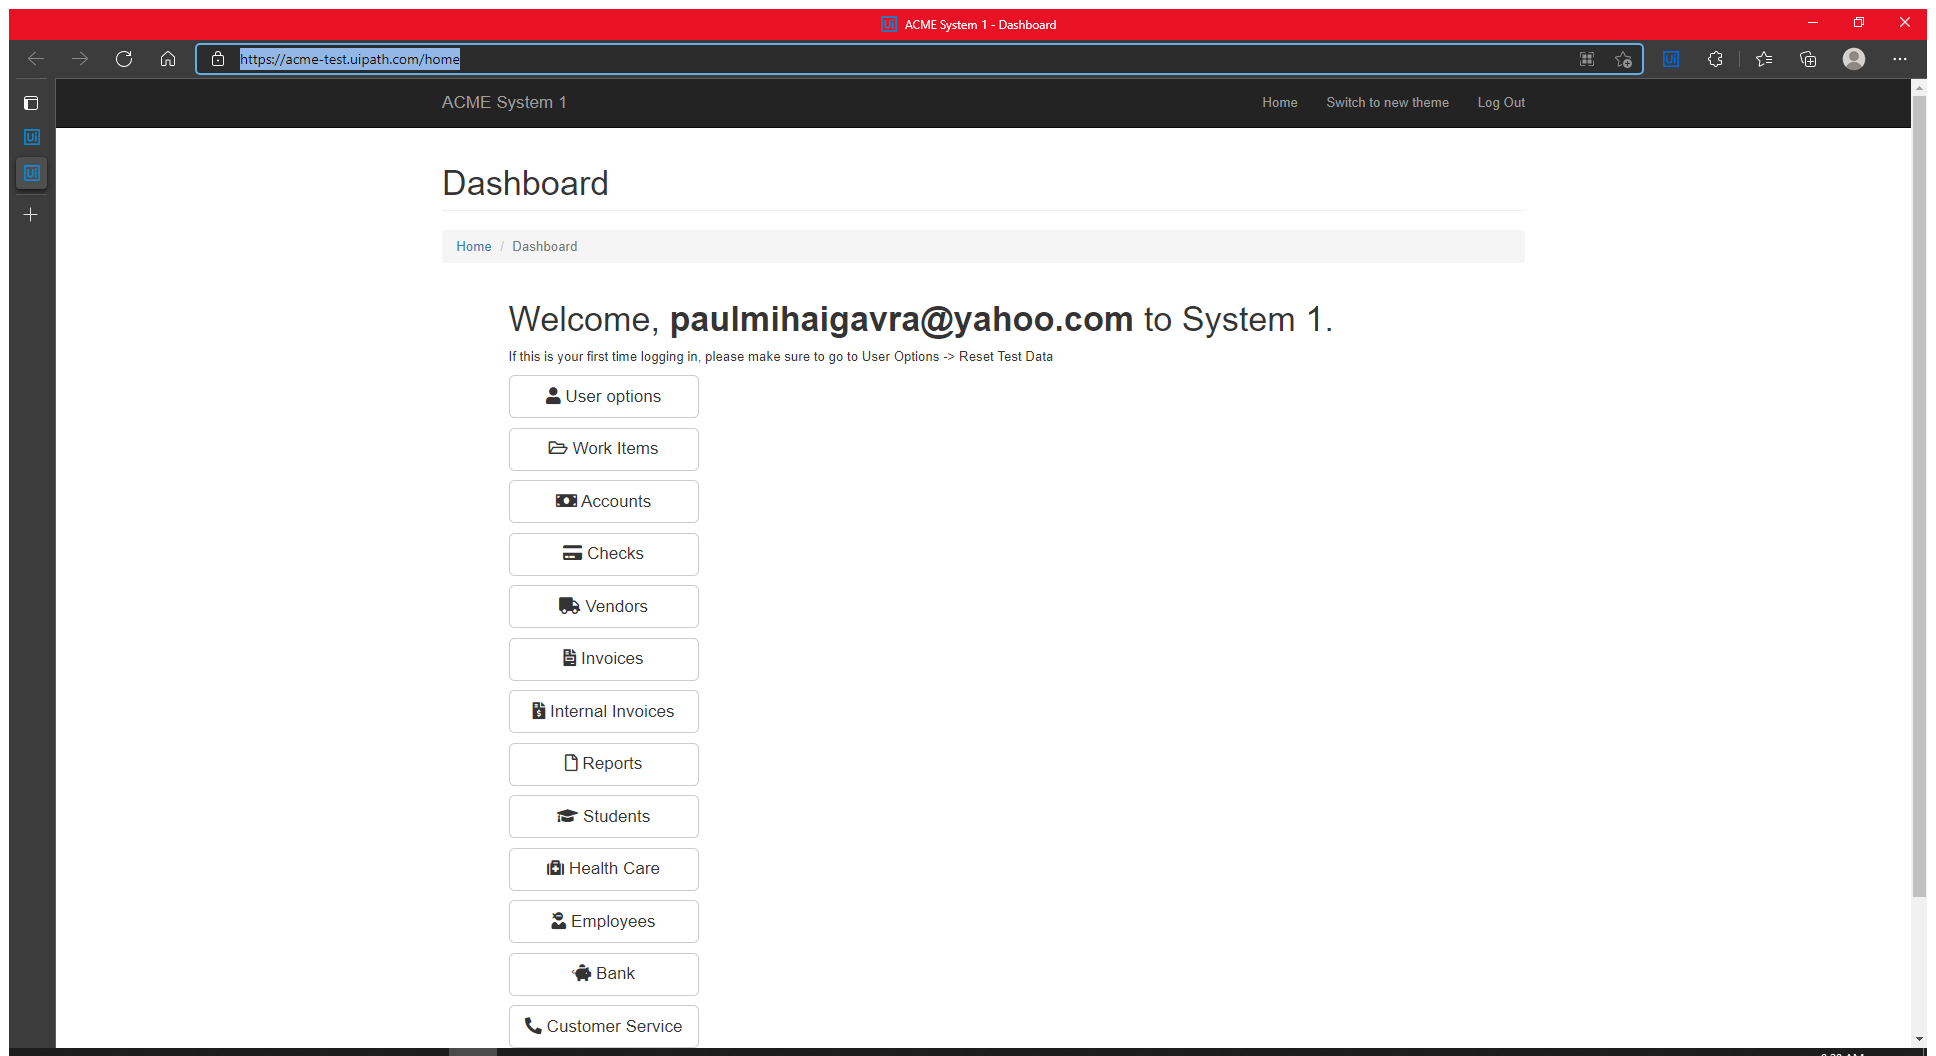 ACME System 1 - Dashboard
https://acme-test.uipath.com/home
ACME System 1
Home
Switch to new theme
Log Out
Dashboard
Home / Dashboard
Welcome, paulmihaigavra@yahoo.com to System 1.
If this is your first time logging in, please make sure to go to User Options -> Reset Test Data
User options
Work Items
Accounts
Checks
Vendors
Invoices
Internal Invoices
Reports
Students
Health Care
Employees
Bank
Customer Service